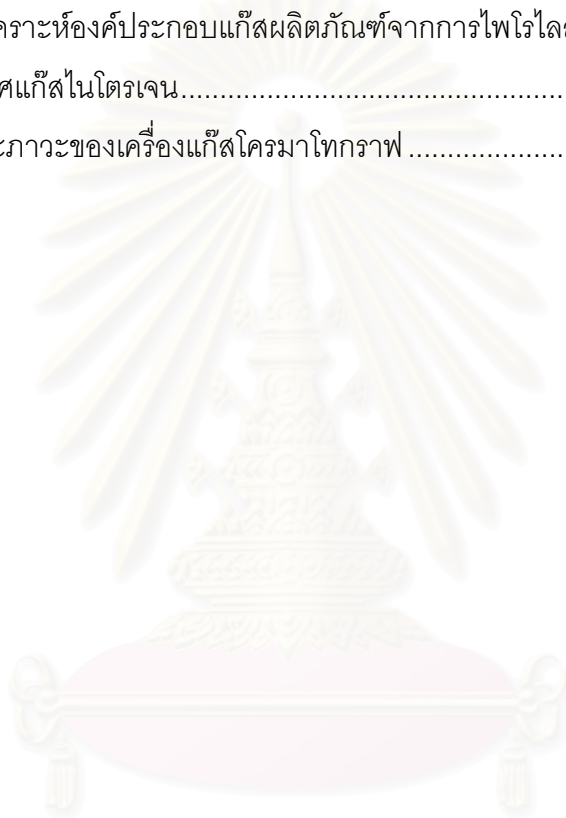 คราะห์องค์ประกอบแก๊สผลิตภัณฑ์จากการไพโรไล
ศแก๊สไนโตรเจน................................................
ะภาวะของเครื่องแก๊สโครมาโทกราฟ....................